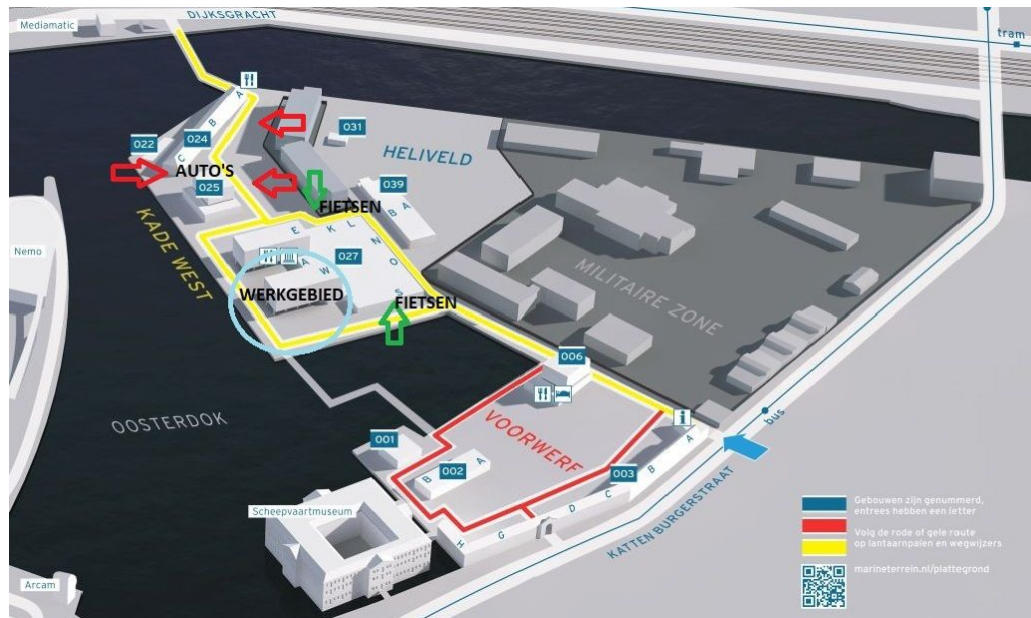 Mediamatic
DIJKSGRACHT
tram
A
B
C
022
024
031
HELIVELD
AUTO'S
025
039
B A
FIETSEN
KADE WEST
E K L
N
O
S
027
A W
Nemo
WERKGEBIED
FIETSEN
MILITAIRE ZONE
006
OOSTERDOK
VOORWERF
i
bus
001
002
B A
003
A
B
C
D
G
H
Scheepvaartmuseum
KATTENBURGERSTRAAT
Arcam
Gebouwen zijn genummerd,
entrees hebben een letter
Volg de rode of gele route
op lantaarnpalen en wegwijzers
marineterrein.nl/plattegrond